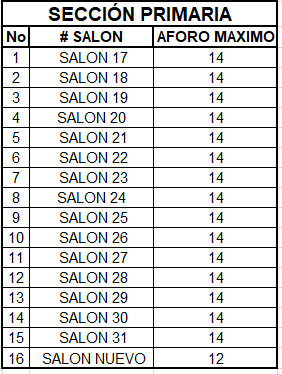 SECCIÓN PRIMARIA
No # SALON AFORO MAXIMO
1 SALON 17 14
2 SALON 18 14
3 SALON 19 14
4 SALON 20 14
5 SALON 21 14
6 SALON 22 14
7 SALON 23 14
8 SALON 24 14
9 SALON 25 14
10 SALON 26 14
11 SALON 27 14
12 SALON 28 14
13 SALON 29 14
14 SALON 30 14
15 SALON 31 14
16 SALON NUEVO 12